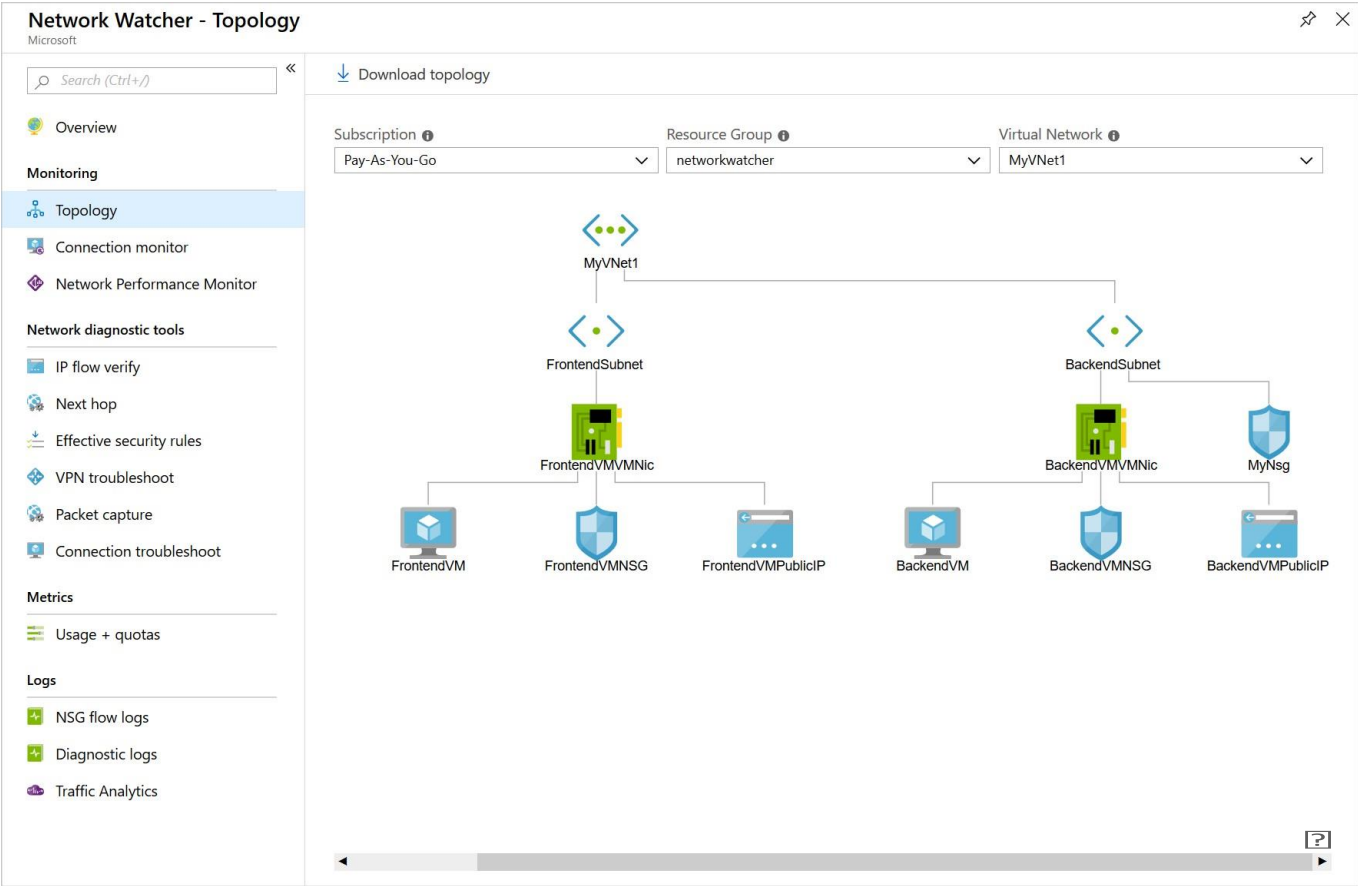 Network Watcher - Topology
Microsoft
Search (Ctrl+/)
«
Overview
Monitoring
Topology
Connection monitor
Network Performance Monitor
Network diagnostic tools
IP flow verify
Next hop
Effective security rules
VPN troubleshoot
Packet capture
Connection troubleshoot
Metrics
Usage + quotas
Logs
NSG flow logs
Diagnostic logs
Traffic Analytics
Download topology
Subscription Resource Group Virtual Network
Pay-As-You-Go networkwatcher MyVNet1
MyVNet1
FrontendSubnet BackendSubnet
FrontendVMVMNic BackendVMVMNic MyNsg
FrontendVM FrontendVMNSG FrontendVMPublicIP BackendVM BackendVMNSG BackendVMPublicIP
?